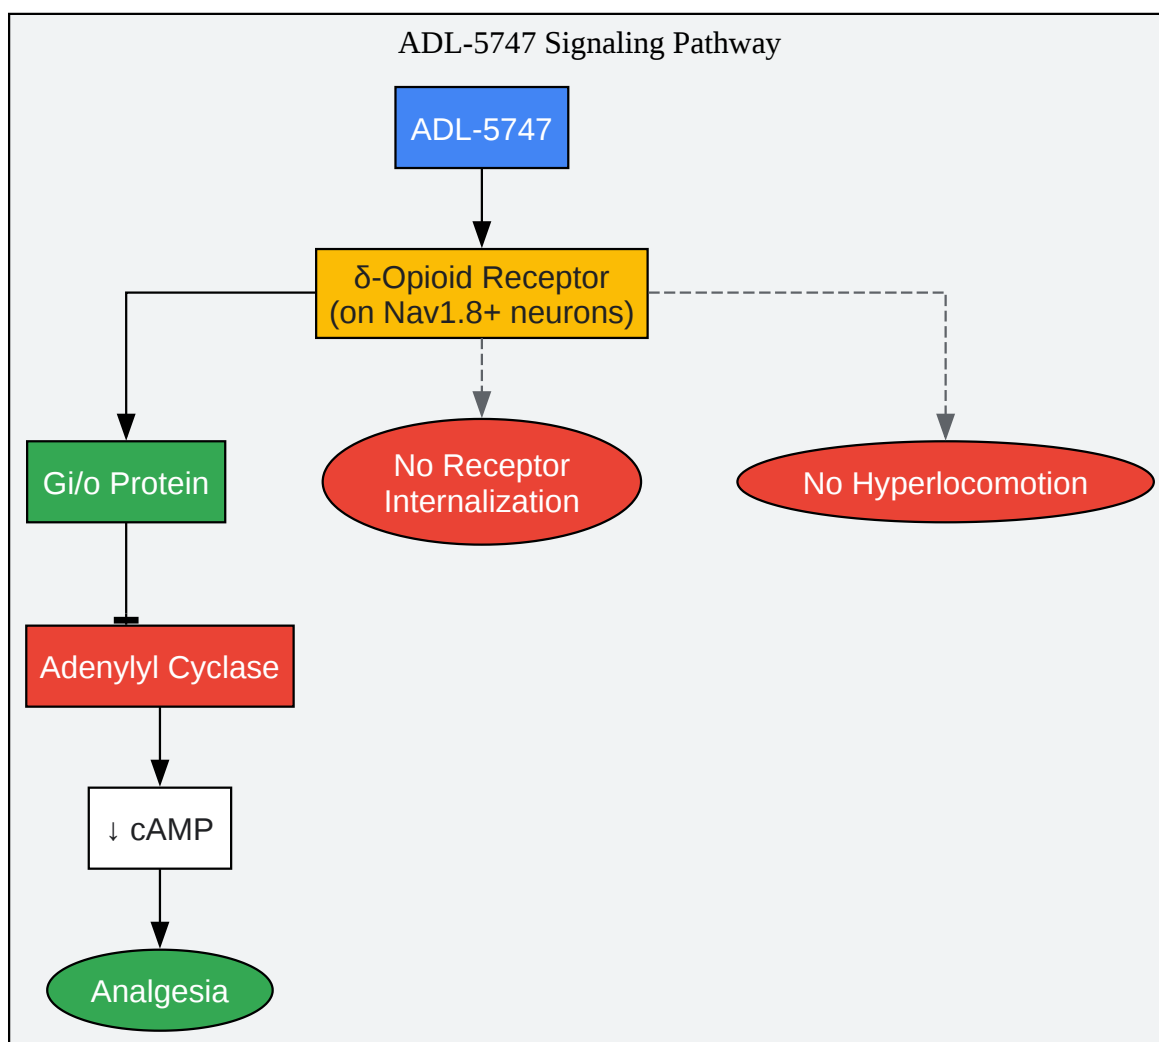 ADL-5747 Signaling Pathway
ADL-5747
δ-Opioid Receptor
(on Nav1.8+ neurons)
Gi/o Protein
No Receptor
Internalization
No Hyperlocomotion
Adenylyl Cyclase
↓ cAMP
Analgesia